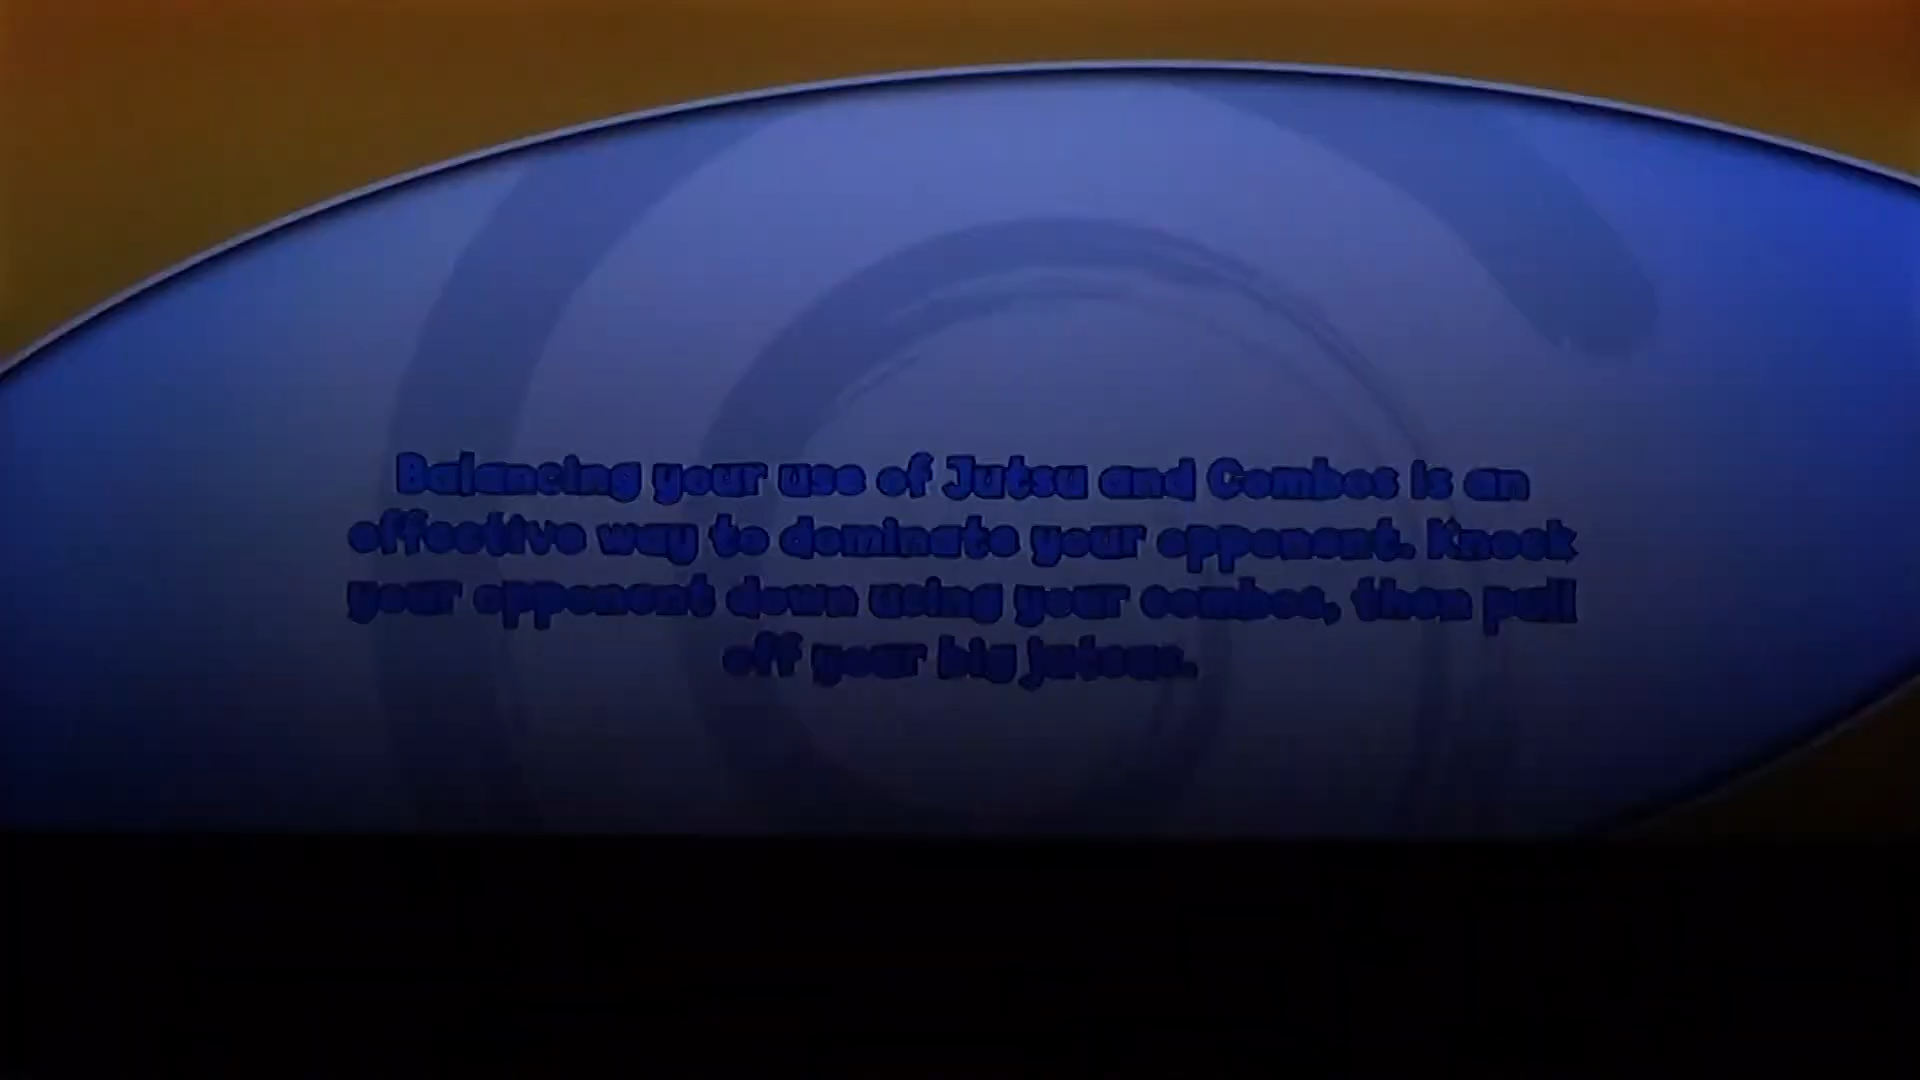 Balancing your use of Jutsu and Combos is an
effective way to dominate your opponent. Knock
your opponent down using your combos, then pull
off your big jutsus.